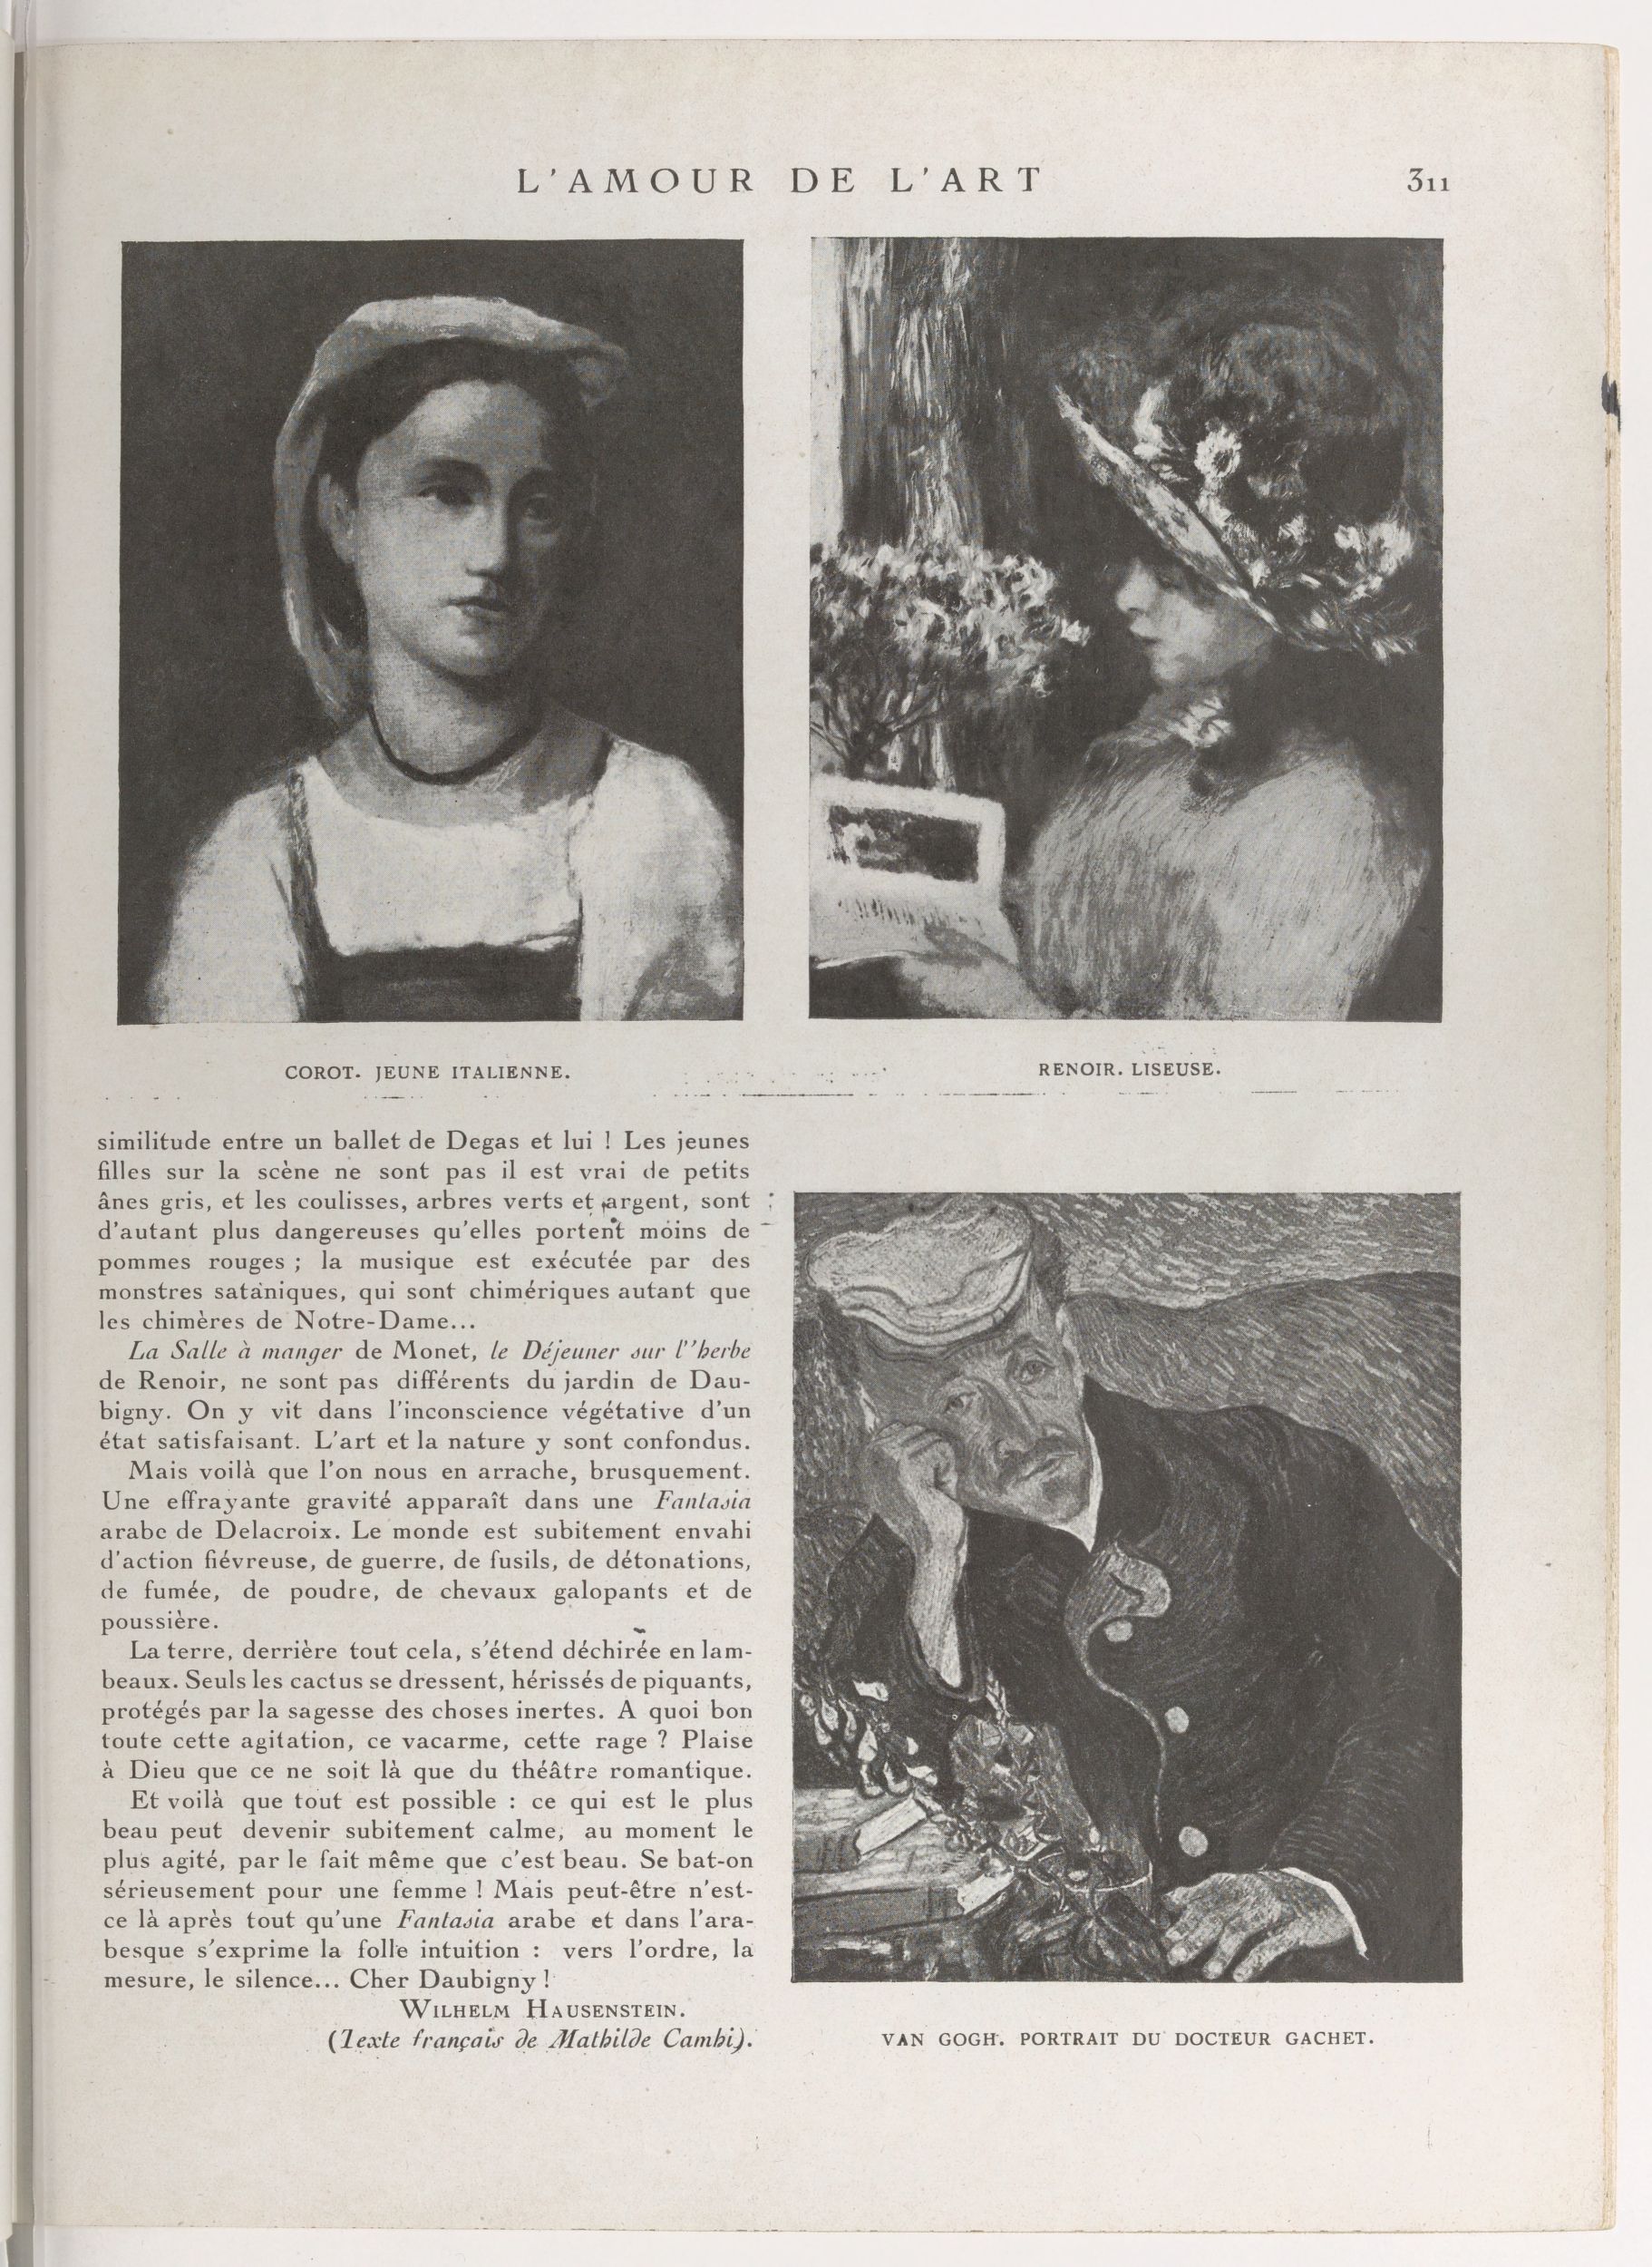 L'AMOUR DE L'ART
311
COROT. JEUNE ITALIENNE.
RENOIR. LISEUSE.
similitude entre un ballet de Degas et lui ! Les jeunes
filles sur la scène ne sont pas il est vrai de petits
ânes gris, et les coulisses, arbres verts et argent, sont
d'autant plus dangereuses qu'elles portent moins de
pommes rouges ; la musique est exécutée par des
monstres sataniques, qui sont chimériques autant que
les chimères de Notre-Dame...
La Salle à manger de Monet, le Déjeuner sur l''herbe
de Renoir, ne sont pas différents du jardin de Dau-
bigny. On y vit dans l'inconscience végétative d'un
état satisfaisant. L'art et la nature y sont confondus.
Mais voilà que l'on nous en arrache, brusquement.
Une effrayante gravité apparaît dans une Fantasia
arabe de Delacroix. Le monde est subitement envahi
d'action fiévreuse, de guerre, de fusils, de détonations,
de fumée, de poudre, de chevaux galopants et de
poussière.
La terre, derrière tout cela, s'étend déchirée en lam-
beaux. Seuls les cactus se dressent, hérissés de piquants,
protégés par la sagesse des choses inertes. A quoi bon
toute cette agitation, ce vacarme, cette rage ? Plaise
à Dieu que ce ne soit là que du théâtre romantique.
Et voilà que tout est possible : ce qui est le plus
beau peut devenir subitement calme, au moment le
plus agité, par le fait même que c'est beau. Se bat-on
sérieusement pour une femme ! Mais peut-être n'est-
ce là après tout qu'une Fantasia arabe et dans l'ara-
besque s'exprime la folle intuition : vers l'ordre, la
mesure, le silence... Cher Daubigny !
WILHELM HAUSENSTEIN.
(Texte français de Mathilde Cambi).
VAN GOGH. PORTRAIT DU DOCTEUR GACHET.